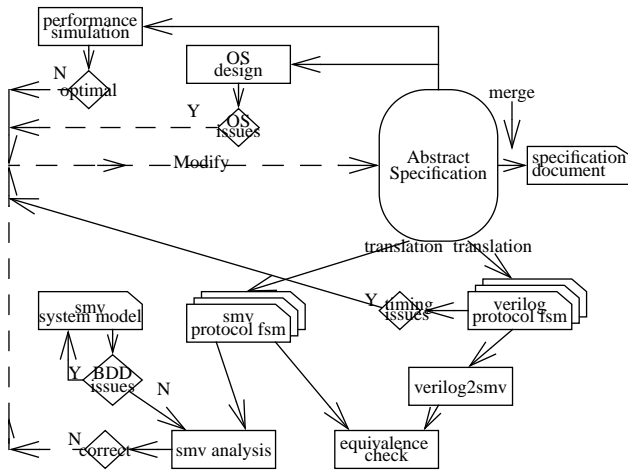 performance
simulation
N
optimal
OS
design
Y
OS
issues
merge
Modify
Abstract
Specification
specification
document
translation
translation
smv
system model
smv
protocol fsm
Y
timing
issues
verilog
protocol fsm
Y
BDD
issues
N
verilog2smv
N
correct
smv analysis
equivalence
check